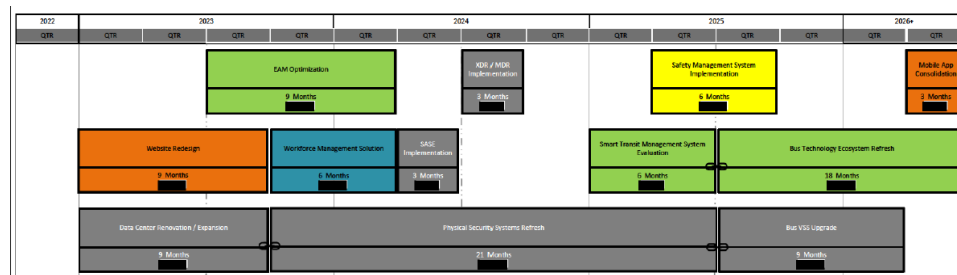 2022 2023 2024 2025 2026+
QTR QTR QTR QTR QTR QTR QTR QTR QTR QTR QTR QTR QTR QTR QTR
EAM Optimization
9 Months
XDR / MDR
Implementation
3 Months
Safety Management System
Implementation
6 Months
Mobile App
Consolidation
3 Months
Website Redesign
9 Months
Workforce Management Solution
6 Months
SASE
Implementation
3 Months
Smart Transit Management System
Evaluation
6 Months
Bus Technology Ecosystem Refresh
18 Months
Data Center Renovation / Expansion
9 Months
Physical Security Systems Refresh
21 Months
Bus VSS Upgrade
9 Months